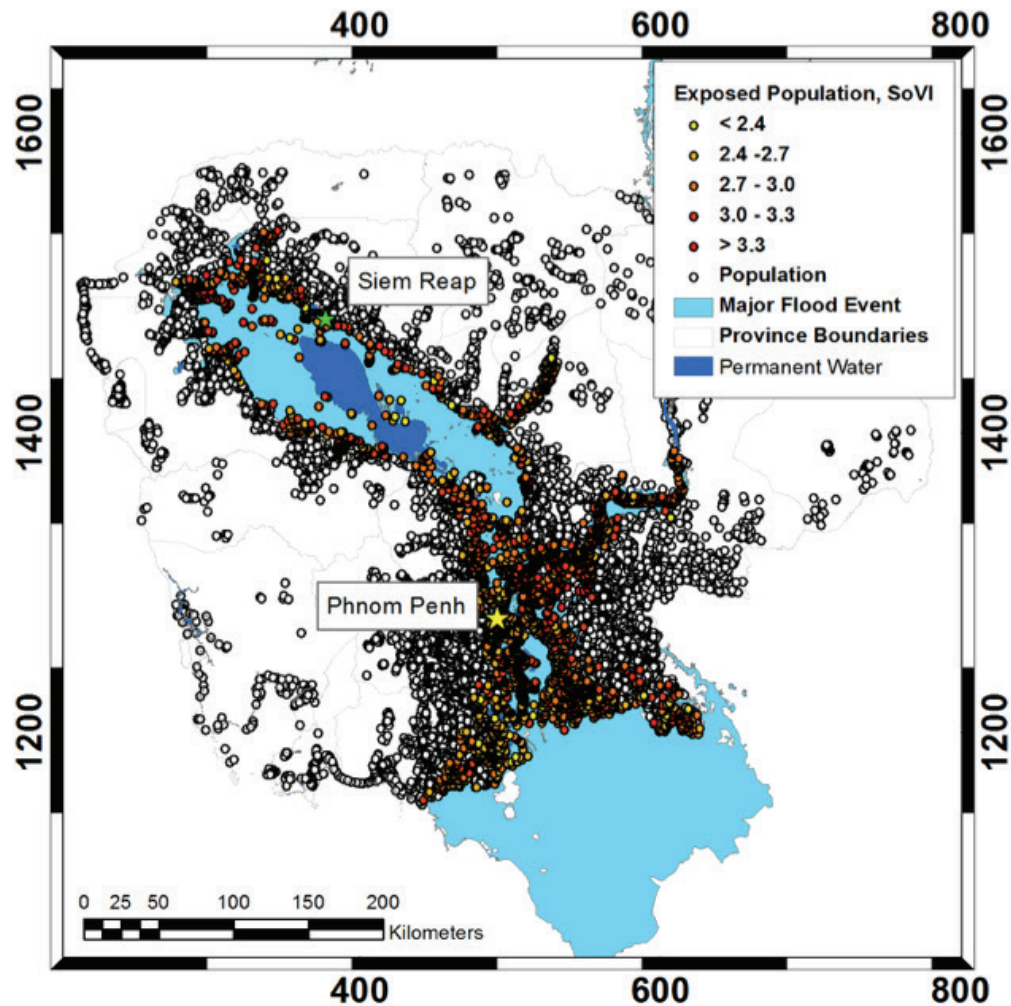 400 600 800
1600
1400
1200
1600
1400
1200
Exposed Population, SoVI
< 2.4
2.4 -2.7
2.7 - 3.0
3.0 - 3.3
> 3.3
Population
Major Flood Event
Province Boundaries
Permanent Water
Siem Reap
Phnom Penh
0 25 50 100 150 200
Kilometers
400 600 800